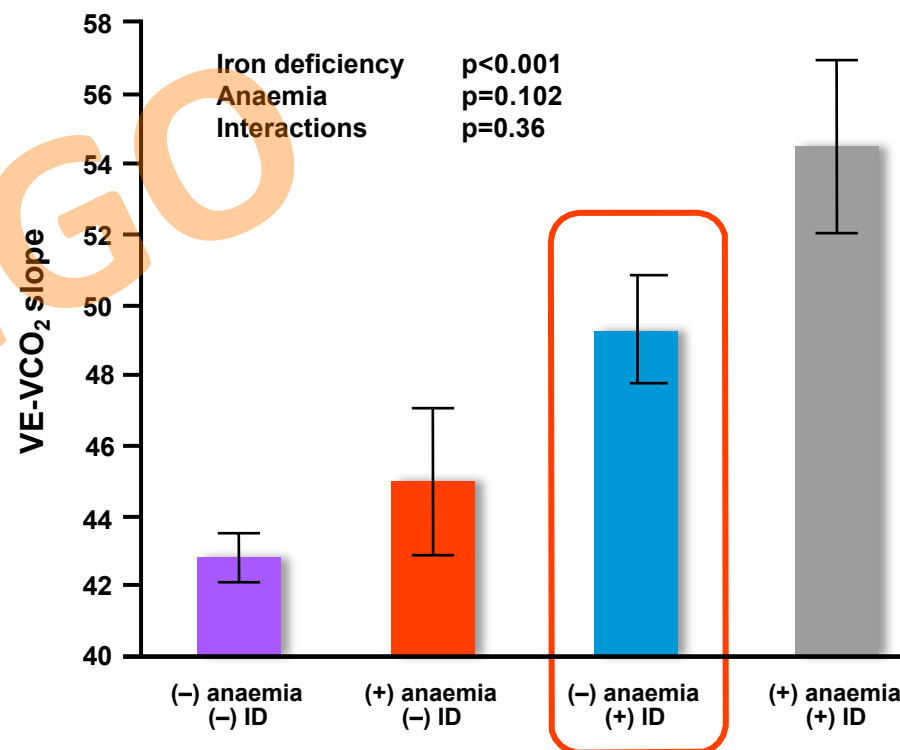 58
56
54
52
50
48
46
44
42
40
VE-VCO₂ slope
Iron deficiency p<0.001
Anaemia p=0.102
Interactions p=0.36
(–) anaemia
(–) ID
(+) anaemia
(–) ID
(–) anaemia
(+) ID
(+) anaemia
(+) ID
GO